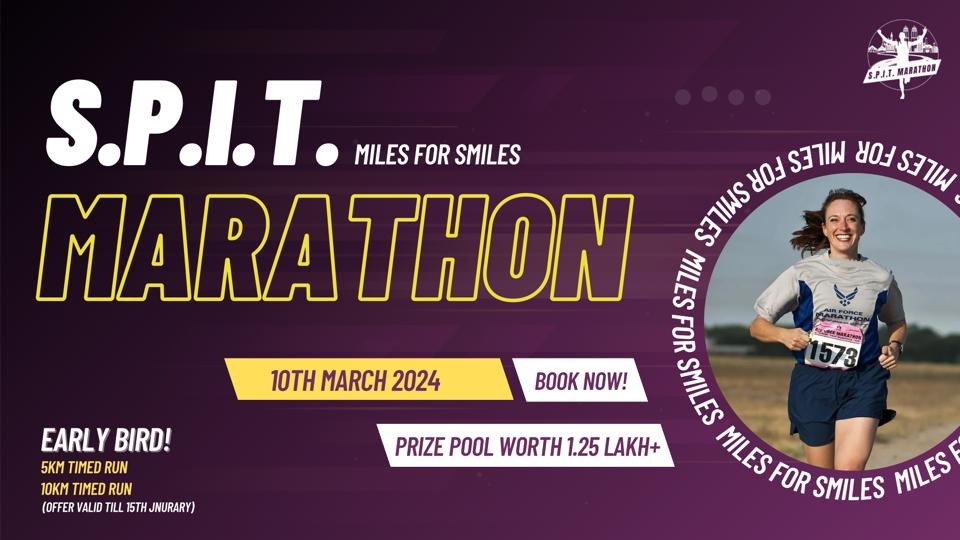 S.P.I.T. MARATHON
S.P.I.T. MILES FOR SMILES
MARATHON
10TH MARCH 2024
BOOK NOW!
PRIZE POOL WORTH 1.25 LAKH+
EARLY BIRD!
5KM TIMED RUN
10KM TIMED RUN
(OFFER VALID TILL 15TH JNURARY)
MILES FOR SMILES MILES FOR SMILES MILES FOR SMILES MILES FOR SMILES MILES
AIR FORCE
MARATHON
1573